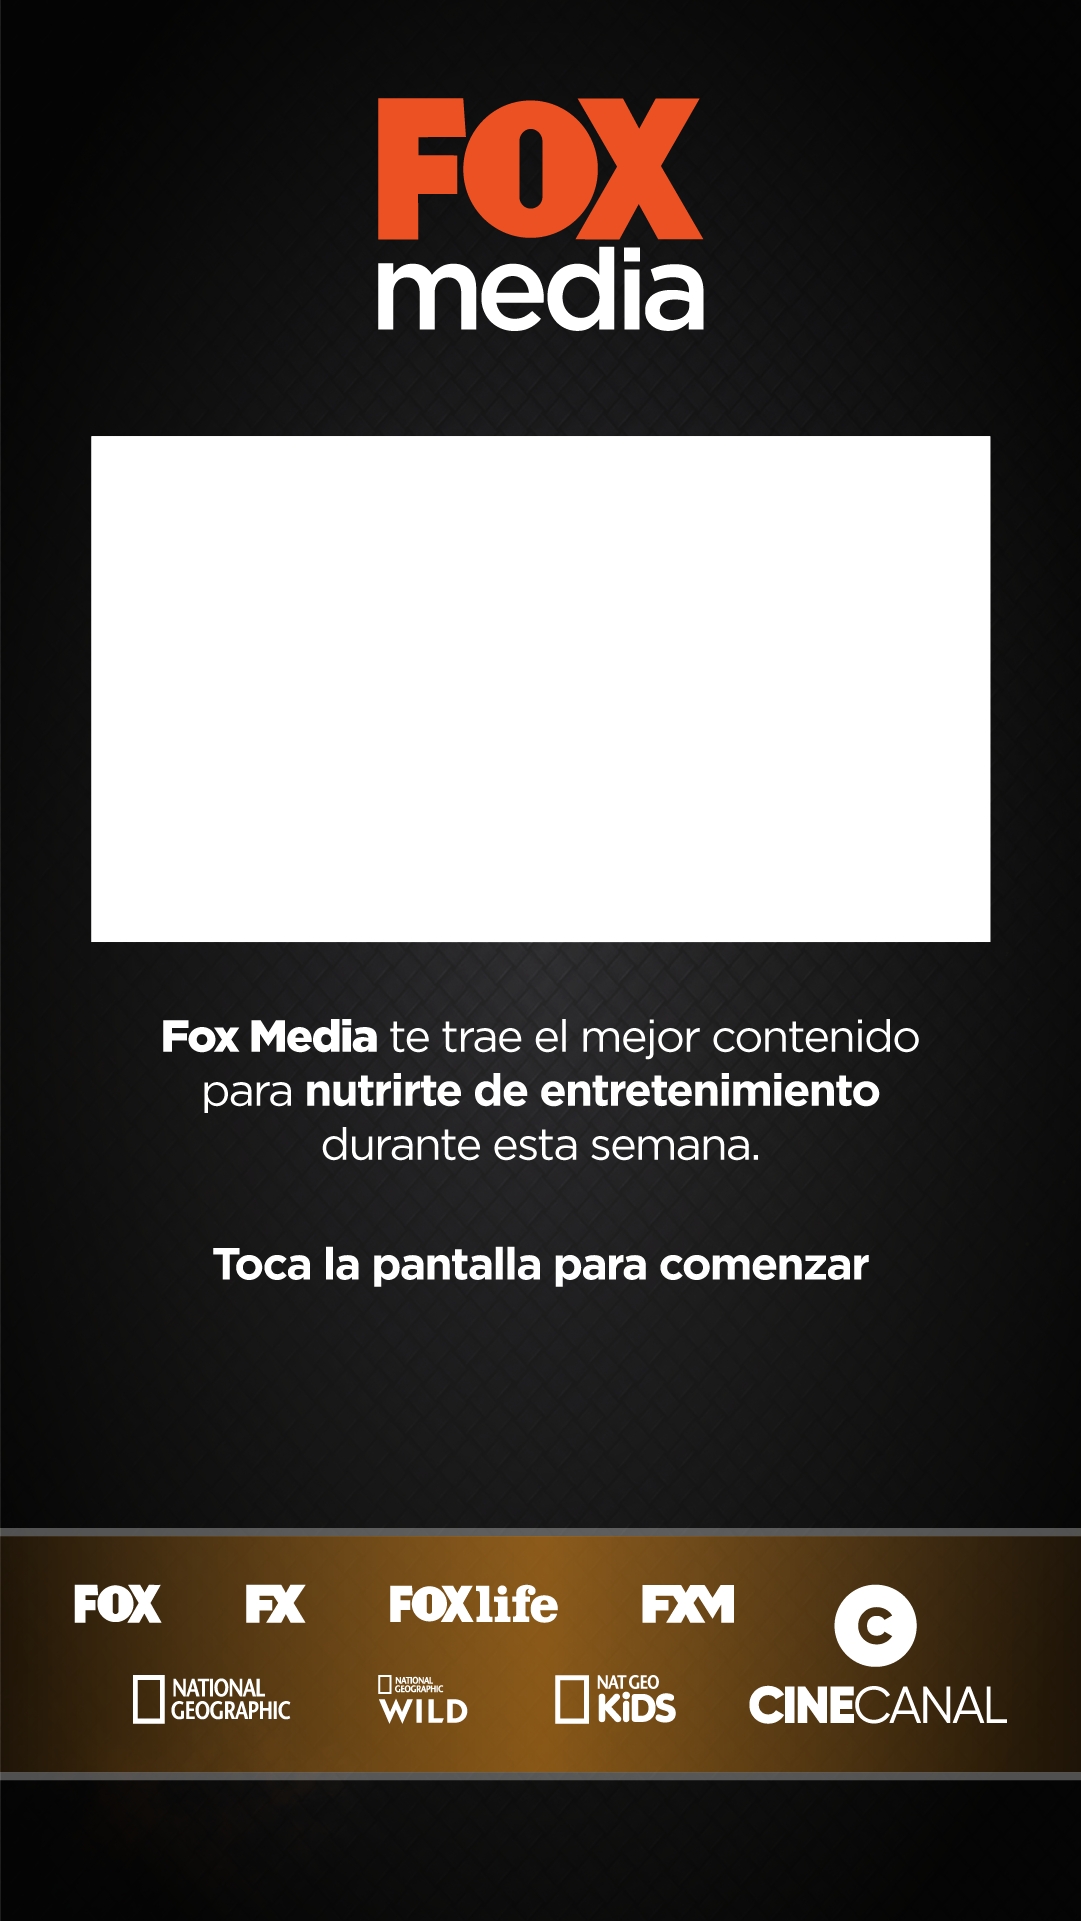 FOX
media
Fox Media te trae el mejor contenido
para nutrirte de entretenimiento
durante esta semana.
Toca la pantalla para comenzar
FOX FX FOXlife FXM C
NATIONAL
GEOGRAPHIC
NATIONAL
GEOGRAPHIC
WILD
NAT GEO
KiDS
CINECANAL